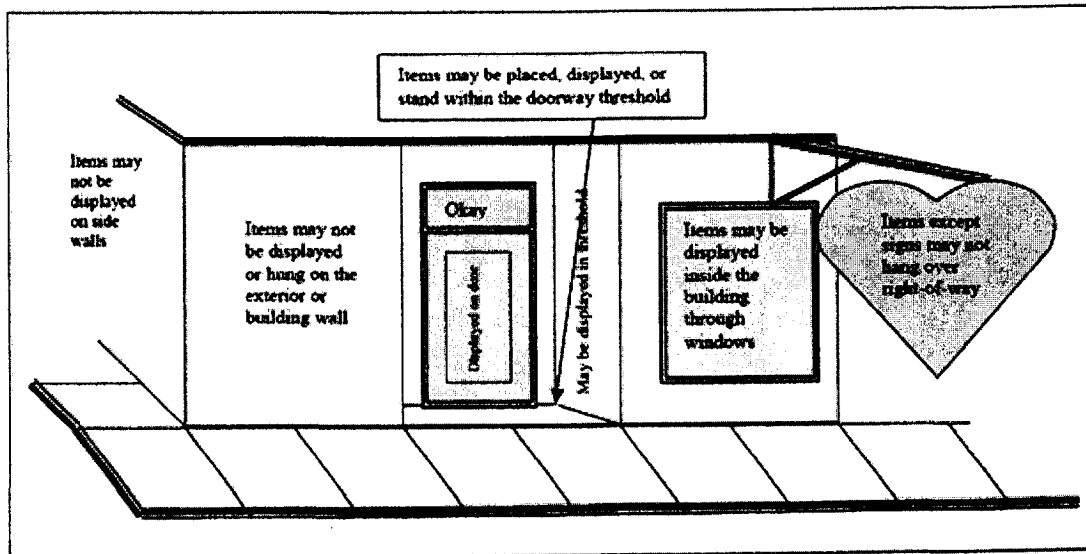 Items may be placed, displayed, or
stand within the doorway threshold
Items may
not be
displayed
on side
walls
Items may not
be displayed
or hung on the
exterior or
building wall
Okay
Displayed on door
May be displayed in threshold
Items may be
displayed
inside the
building
through
windows
Items except
signs may not
hang over
right-of-way